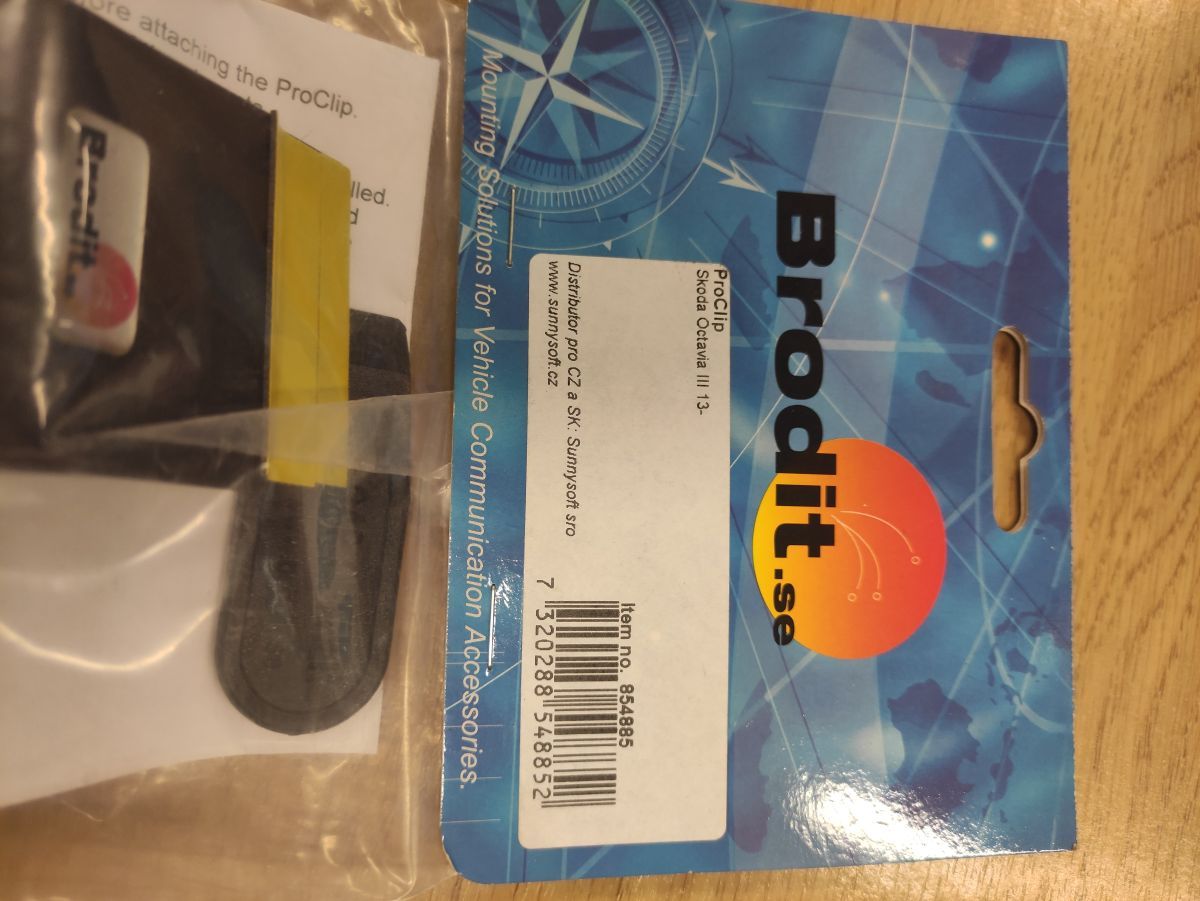 Brodit.se
ProClip
Skoda Octavia III 13-
Item no. 854885
Distributor pro CZ a SK: Sunnysoft sro
www.sunnysoft.cz
7 320288 548852
Mounting Solutions for Vehicle Communication Accessories.
attaching the ProClip.
Brodit.se